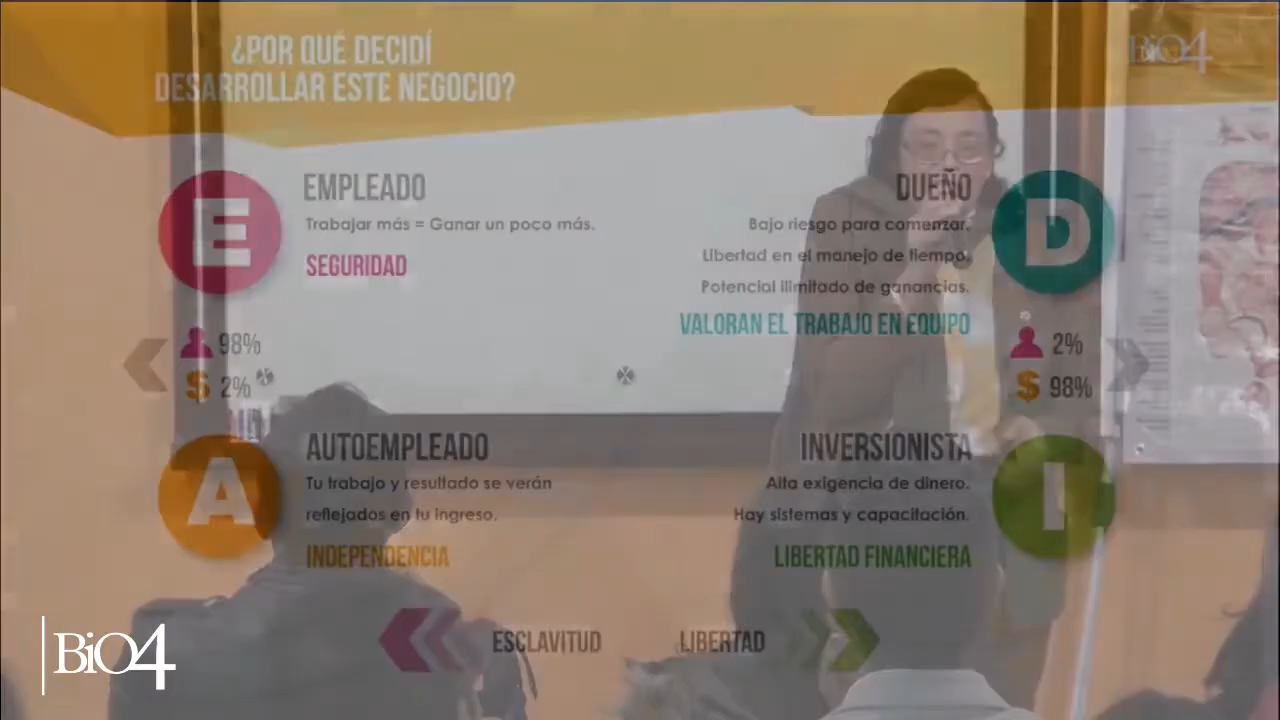 ¿POR QUÉ DECIDÍ
DESARROLLAR ESTE NEGOCIO?
BiO4
E
EMPLEADO
Trabajar más = Ganar un poco más.
SEGURIDAD
98%
$ 2%
D
DUEÑO
Bajo riesgo para comenzar.
Libertad en el manejo de tiempo.
Potencial ilimitado de ganancias.
VALORAN EL TRABAJO EN EQUIPO
2%
$ 98%
A
AUTOEMPLEADO
Tu trabajo y resultado se verán
reflejados en tu ingreso.
INDEPENDENCIA
I
INVERSIONISTA
Alta exigencia de dinero.
Hay sistemas y capacitación.
LIBERTAD FINANCIERA
ESCLAVITUD
LIBERTAD
BiO4